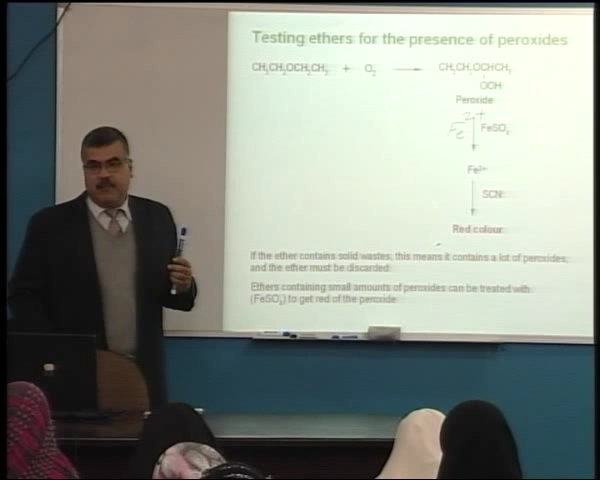 Testing ethers for the presence of peroxides
CH₃CH₂OCH₂CH₃ + O₂ CH₃CH₂OCHCH₃
OCH
Peroxide
Fe²⁺ FeSO₄
Fe³⁺
SCN
Red colour
If the ether contains solid wastes, this means it contains a lot of peroxides,
and the ether must be discarded
Ethers containing small amounts of peroxides can be treated with
(FeSO₄) to get red of the peroxide